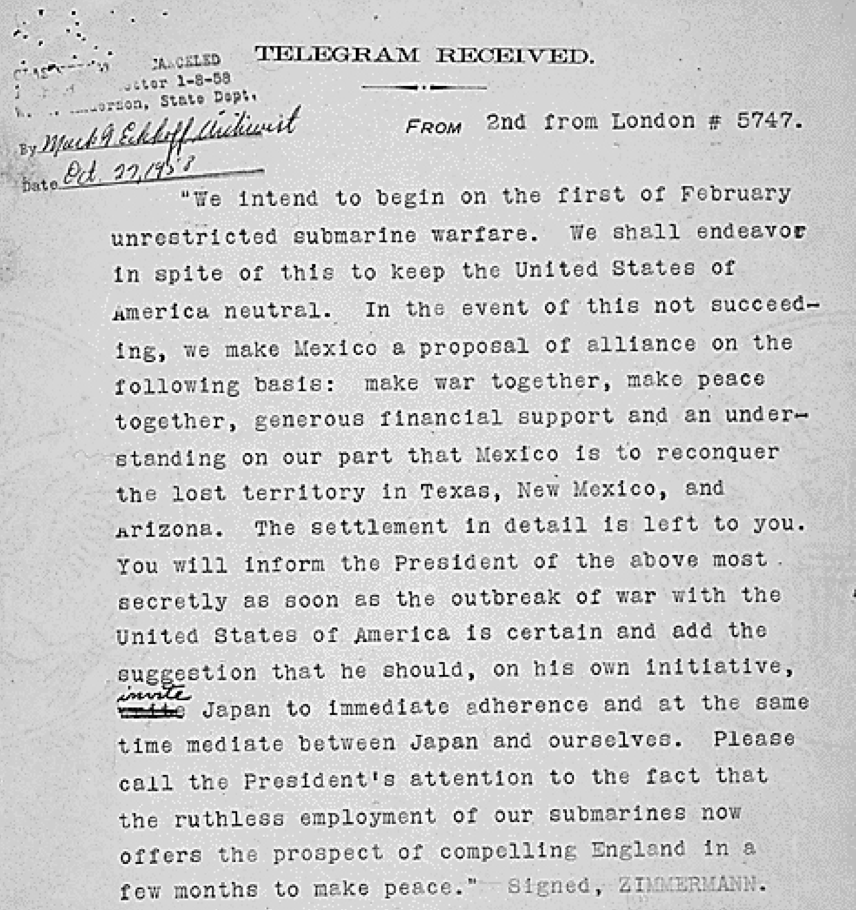 TELEGRAM RECEIVED.
CANCELED
1-8-58
State Dept.
By Mark G Eckhoff, Archivist
Date Oct. 27, 1958
FROM 2nd from London # 5747.
"We intend to begin on the first of February
unrestricted submarine warfare. We shall endeavor
in spite of this to keep the United States of
America neutral. In the event of this not succeed-
ing, we make Mexico a proposal of alliance on the
following basis: make war together, make peace
together, generous financial support and an under-
standing on our part that Mexico is to reconquer
the lost territory in Texas, New Mexico, and
Arizona. The settlement in detail is left to you.
You will inform the President of the above most
secretly as soon as the outbreak of war with the
United States of America is certain and add the
suggestion that he should, on his own initiative,
invite
Japan to immediate adherence and at the same
time mediate between Japan and ourselves. Please
call the President's attention to the fact that
the ruthless employment of our submarines now
offers the prospect of compelling England in a
few months to make peace." Signed, ZIMMERMANN.